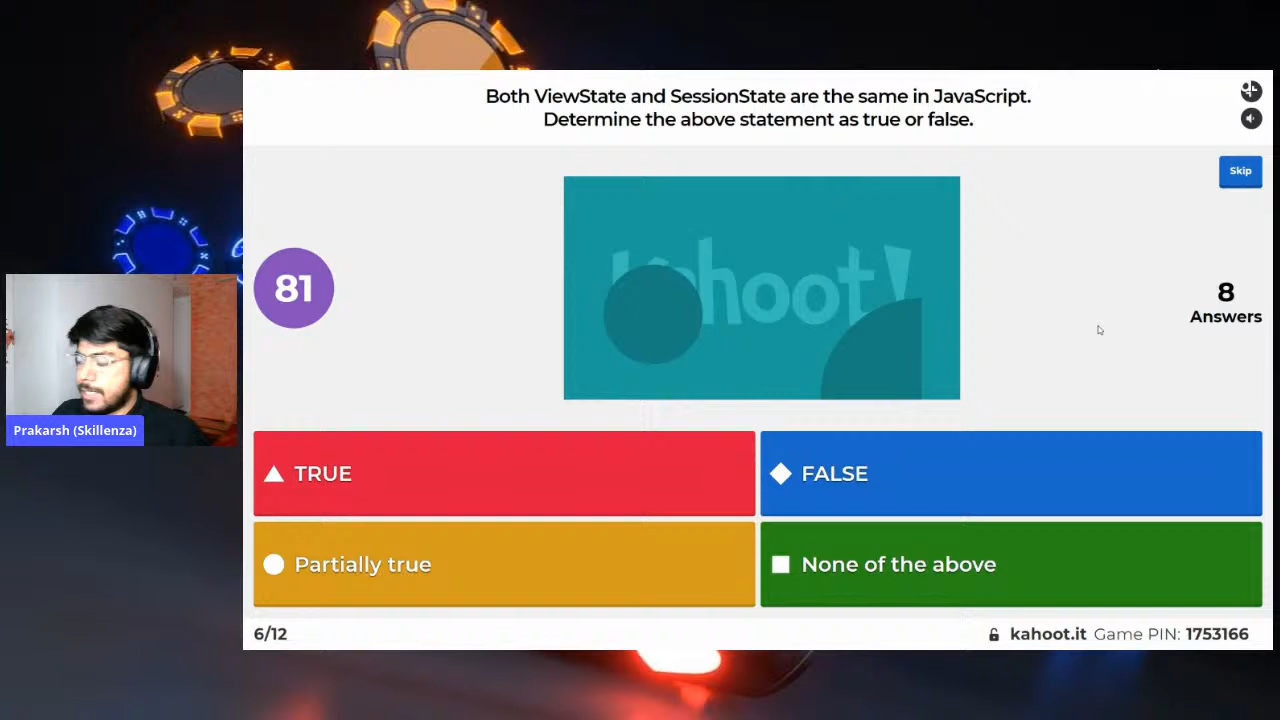 Both ViewState and SessionState are the same in JavaScript.
Determine the above statement as true or false.
Skip
81
Kahoot!
8
Answers
Prakarsh (Skillenza)
TRUE
FALSE
Partially true
None of the above
6/12
kahoot.it Game PIN: 1753166